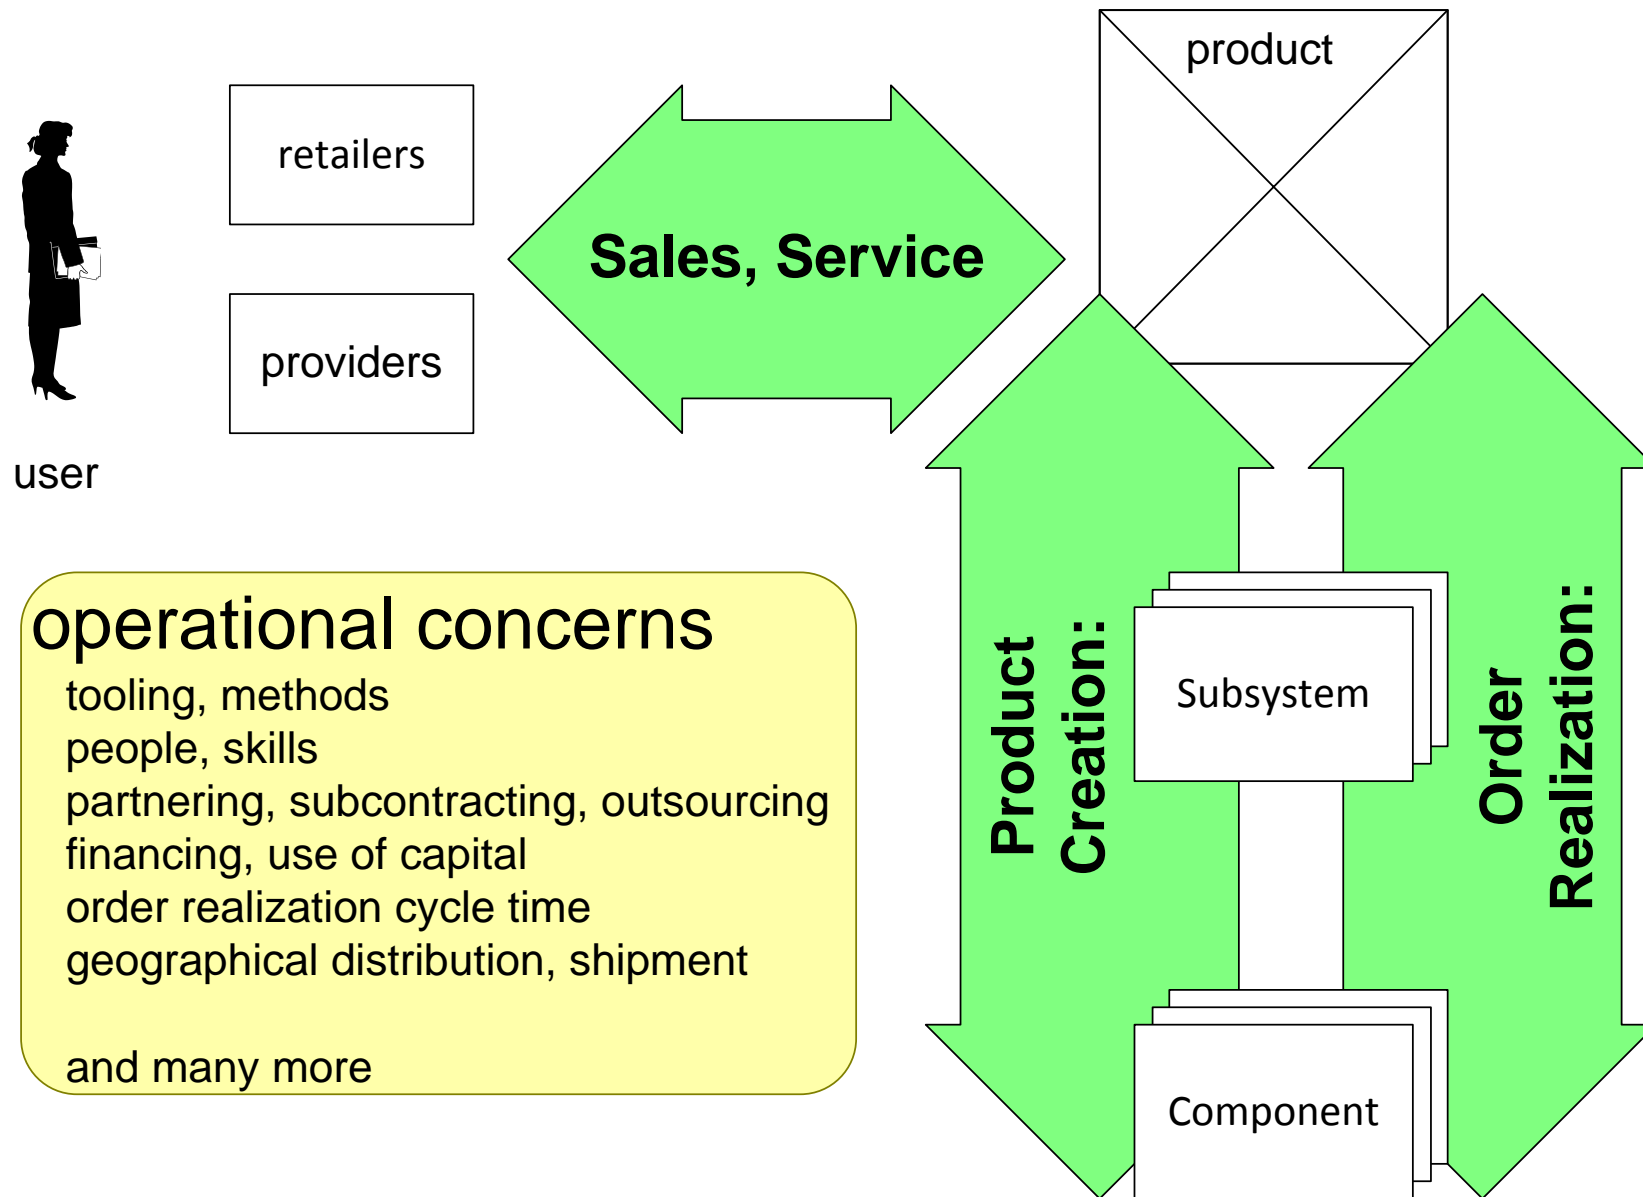 product
retailers
Sales, Service
providers
user
operational concerns
tooling, methods
people, skills
partnering, subcontracting, outsourcing
financing, use of capital
order realization cycle time
geographical distribution, shipment
and many more
Product
Creation:
Subsystem
Order
Realization:
Component